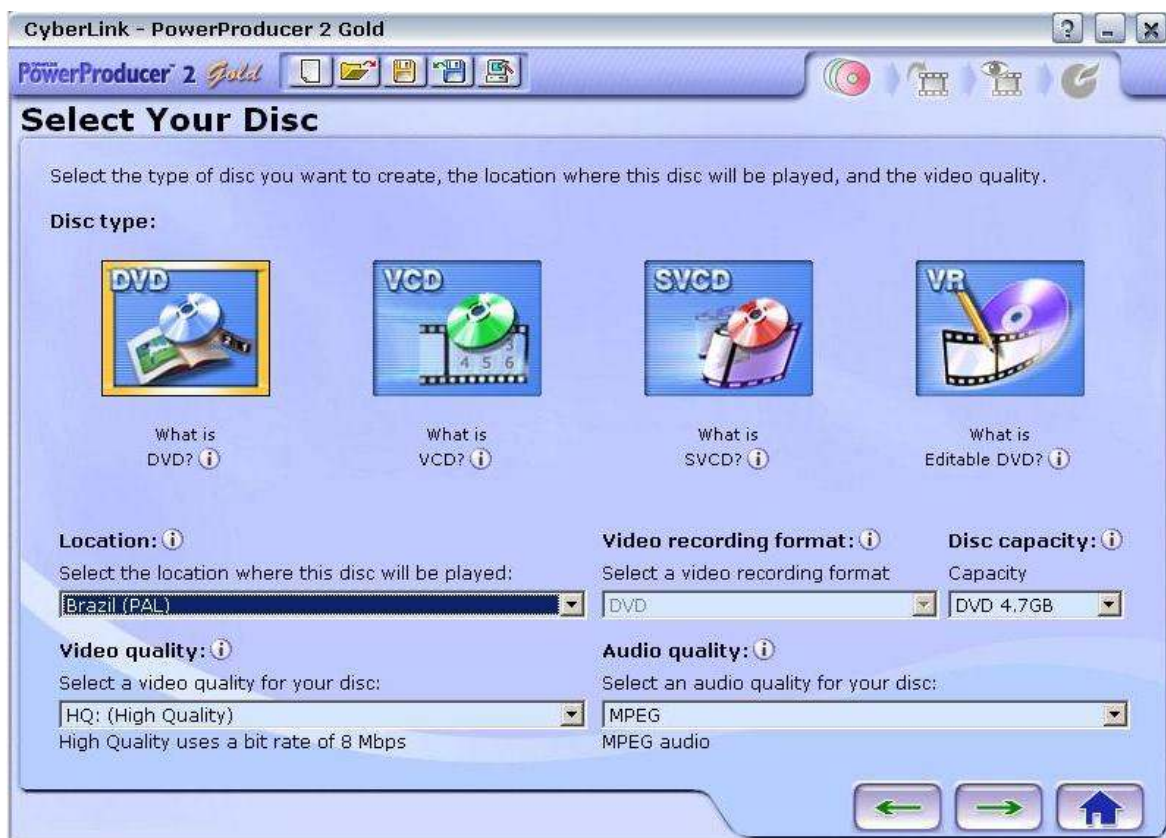 CyberLink - PowerProducer 2 Gold
PowerProducer 2 Gold
Select Your Disc
Select the type of disc you want to create, the location where this disc will be played, and the video quality.
Disc type:
DVD VCD SVCD VR
4 5 6
What is What is What is What is
DVD? VCD? SVCD? Editable DVD?
Location: Video recording format: Disc capacity:
Select the location where this disc will be played: Select a video recording format Capacity
Brazil (PAL) DVD DVD 4.7GB
Video quality: Audio quality:
Select a video quality for your disc: Select an audio quality for your disc:
HQ: (High Quality) MPEG
High Quality uses a bit rate of 8 Mbps MPEG audio